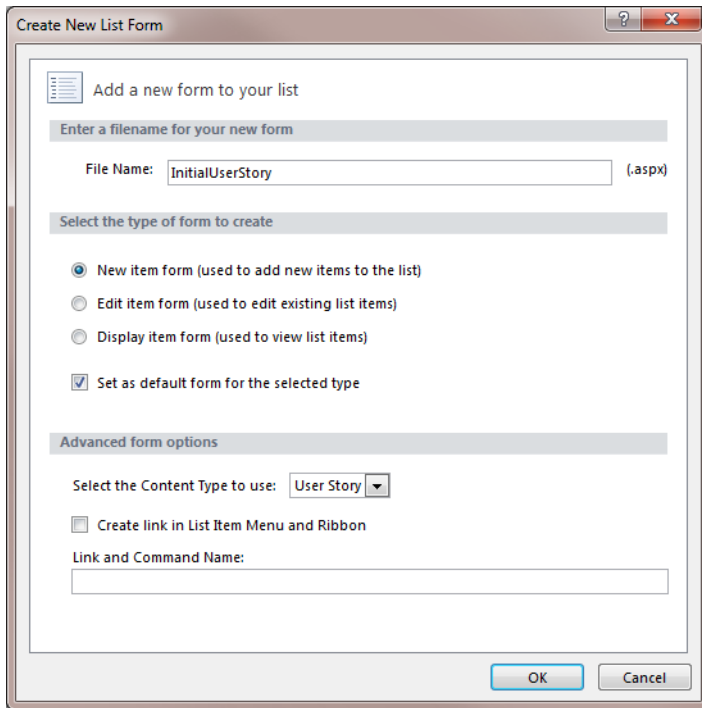 Create New List Form
Add a new form to your list
Enter a filename for your new form
File Name: InitialUserStory (.aspx)
Select the type of form to create
New item form (used to add new items to the list)
Edit item form (used to edit existing list items)
Display item form (used to view list items)
Set as default form for the selected type
Advanced form options
Select the Content Type to use: User Story
Create link in List Item Menu and Ribbon
Link and Command Name:
OK Cancel